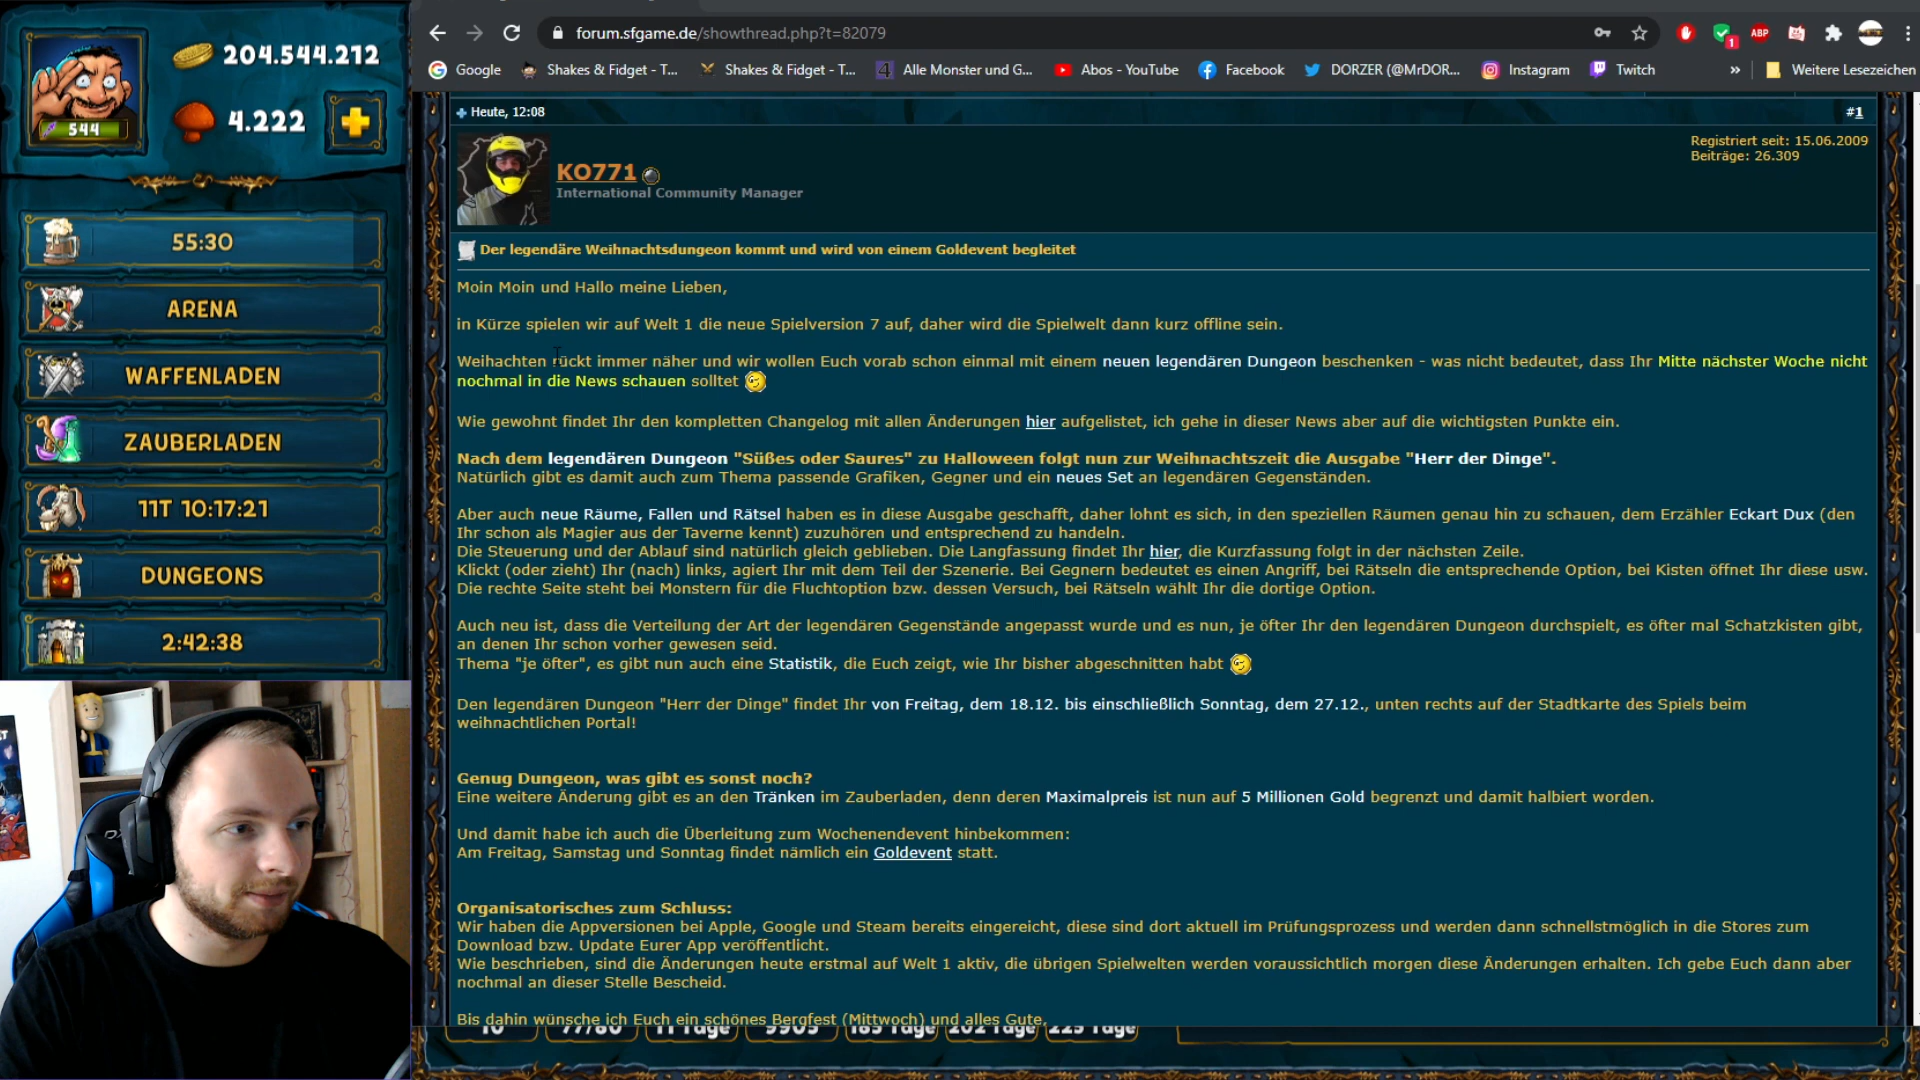 204.544.212
4.222
544
55:30
ARENA
WAFFENLADEN
ZAUBERLADEN
11T 10:17:21
DUNGEONS
2:42:38
forum.sfgame.de/showthread.php?t=82079
1
ABP
Google
Shakes & Fidget - T...
Shakes & Fidget - T...
Alle Monster und G...
Abos - YouTube
Facebook
DORZER (@MrDOR...
Instagram
Twitch
»
Weitere Lesezeichen
Heute, 12:08
#1
KO771
International Community Manager
Registriert seit: 15.06.2009
Beiträge: 26.309
Der legendäre Weihnachtsdungeon kommt und wird von einem Goldevent begleitet
Moin Moin und Hallo meine Lieben,
in Kürze spielen wir auf Welt 1 die neue Spielversion 7 auf, daher wird die Spielwelt dann kurz offline sein.
Weihachten rückt immer näher und wir wollen Euch vorab schon einmal mit einem neuen legendären Dungeon beschenken - was nicht bedeutet, dass Ihr Mitte nächster Woche nicht
nochmal in die News schauen solltet
Wie gewohnt findet Ihr den kompletten Changelog mit allen Änderungen hier aufgelistet, ich gehe in dieser News aber auf die wichtigsten Punkte ein.
Nach dem legendären Dungeon "Süßes oder Saures" zu Halloween folgt nun zur Weihnachtszeit die Ausgabe "Herr der Dinge".
Natürlich gibt es damit auch zum Thema passende Grafiken, Gegner und ein neues Set an legendären Gegenständen.
Aber auch neue Räume, Fallen und Rätsel haben es in diese Ausgabe geschafft, daher lohnt es sich, in den speziellen Räumen genau hin zu schauen, dem Erzähler Eckart Dux (den
Ihr schon als Magier aus der Taverne kennt) zuzuhören und entsprechend zu handeln.
Die Steuerung und der Ablauf sind natürlich gleich geblieben. Die Langfassung findet Ihr hier, die Kurzfassung folgt in der nächsten Zeile.
Klickt (oder zieht) Ihr (nach) links, agiert Ihr mit dem Teil der Szenerie. Bei Gegnern bedeutet es einen Angriff, bei Rätseln die entsprechende Option, bei Kisten öffnet Ihr diese usw.
Die rechte Seite steht bei Monstern für die Fluchtoption bzw. dessen Versuch, bei Rätseln wählt Ihr die dortige Option.
Auch neu ist, dass die Verteilung der Art der legendären Gegenstände angepasst wurde und es nun, je öfter Ihr den legendären Dungeon durchspielt, es öfter mal Schatzkisten gibt,
an denen Ihr schon vorher gewesen seid.
Thema "je öfter", es gibt nun auch eine Statistik, die Euch zeigt, wie Ihr bisher abgeschnitten habt
Den legendären Dungeon "Herr der Dinge" findet Ihr von Freitag, dem 18.12. bis einschließlich Sonntag, dem 27.12., unten rechts auf der Stadtkarte des Spiels beim
weihnachtlichen Portal!
Genug Dungeon, was gibt es sonst noch?
Eine weitere Änderung gibt es an den Tränken im Zauberladen, denn deren Maximalpreis ist nun auf 5 Millionen Gold begrenzt und damit halbiert worden.
Und damit habe ich auch die Überleitung zum Wochenendevent hinbekommen:
Am Freitag, Samstag und Sonntag findet nämlich ein Goldevent statt.
Organisatorisches zum Schluss:
Wir haben die Appversionen bei Apple, Google und Steam bereits eingereicht, diese sind dort aktuell im Prüfungsprozess und werden dann schnellstmöglich in die Stores zum
Download bzw. Update Eurer App veröffentlicht.
Wie beschrieben, sind die Änderungen heute erstmal auf Welt 1 aktiv, die übrigen Spielwelten werden voraussichtlich morgen diese Änderungen erhalten. Ich gebe Euch dann aber
nochmal an dieser Stelle Bescheid.
Bis dahin wünsche ich Euch ein schönes Bergfest (Mittwoch) und alles Gute,
10 77/80 11 Tage 9905 185 Tage 202 Tage 225 Tage